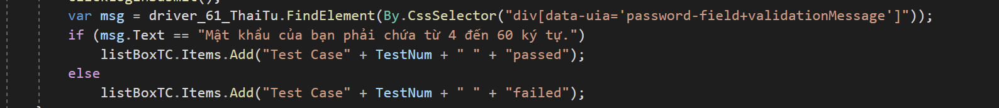 var msg = driver_61_ThaiTu.FindElement(By.CssSelector("div[data-uia='password-field+validationMessage']"));
if (msg.Text == "Mật khẩu của bạn phải chứa từ 4 đến 60 ký tự.")
listBoxTC.Items.Add("Test Case" + TestNum + " " + "passed");
else
listBoxTC.Items.Add("Test Case" + TestNum + " " + "failed");